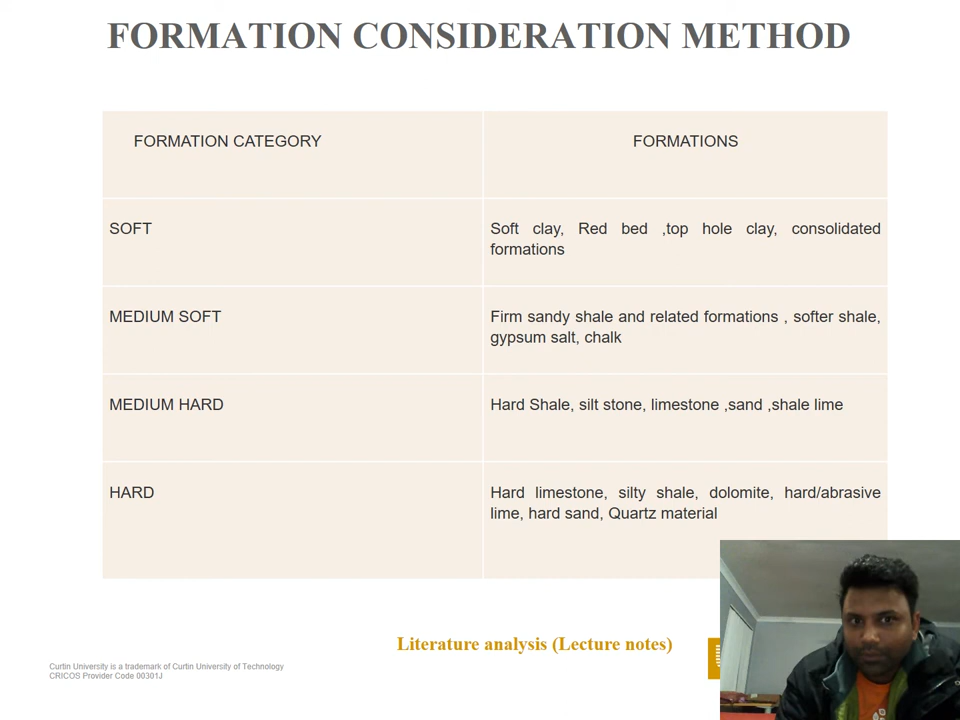 FORMATION CONSIDERATION METHOD
FORMATION CATEGORY
FORMATIONS
SOFT
Soft clay, Red bed ,top hole clay, consolidated
formations
MEDIUM SOFT
Firm sandy shale and related formations , softer shale,
gypsum salt, chalk
MEDIUM HARD
Hard Shale, silt stone, limestone ,sand ,shale lime
HARD
Hard limestone, silty shale, dolomite, hard/abrasive
lime, hard sand, Quartz material
Literature analysis (Lecture notes)
Curtin University is a trademark of Curtin University of Technology
CRICOS Provider Code 00301J